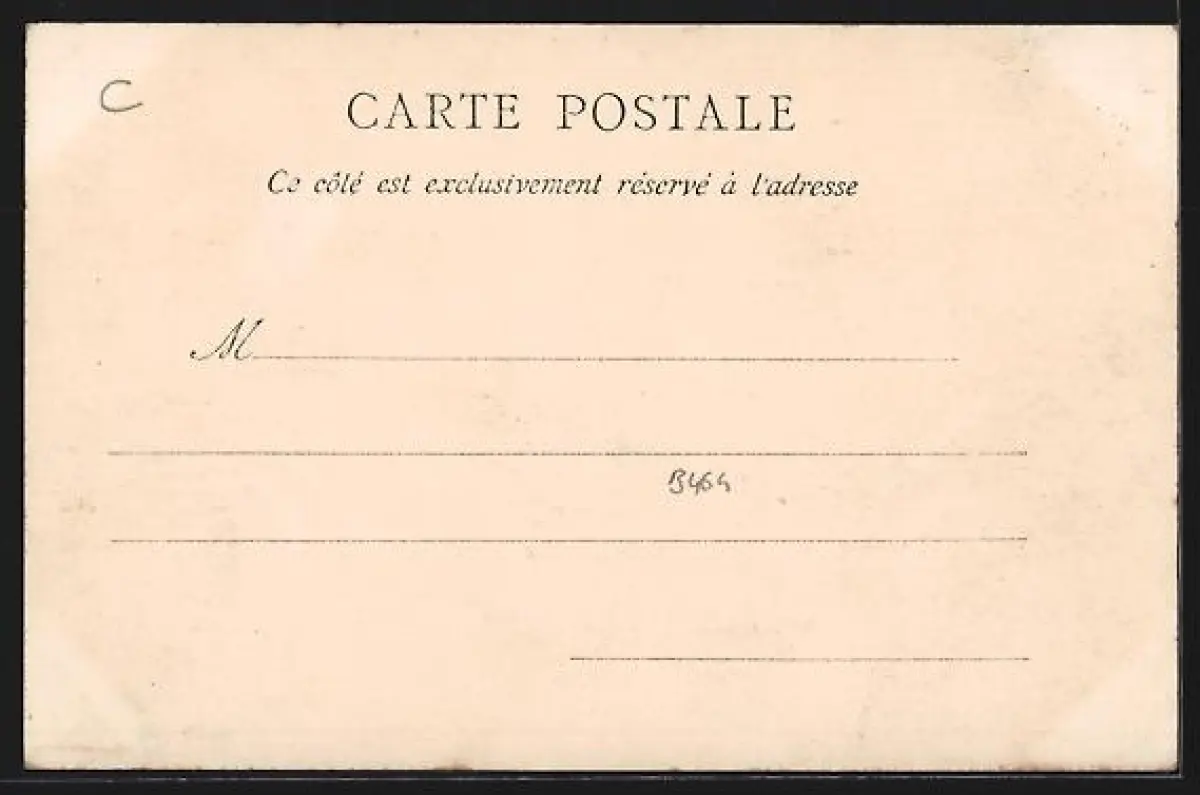 C
CARTE POSTALE
Ce côté est exclusivement réservé à l'adresse
M
B464